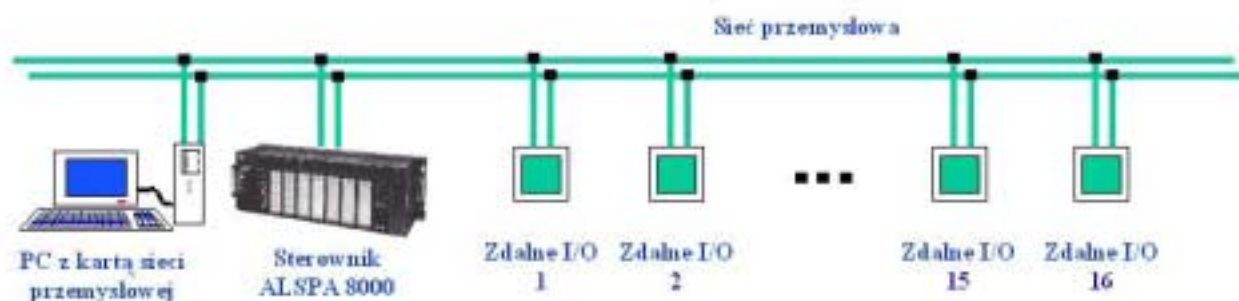 Sieć przemysłowa
PC z kartą sieci
przemysłowej
Sterownik
ALSPA 8000
Zdalne I/O
1
Zdalne I/O
2
Zdalne I/O
15
Zdalne I/O
16